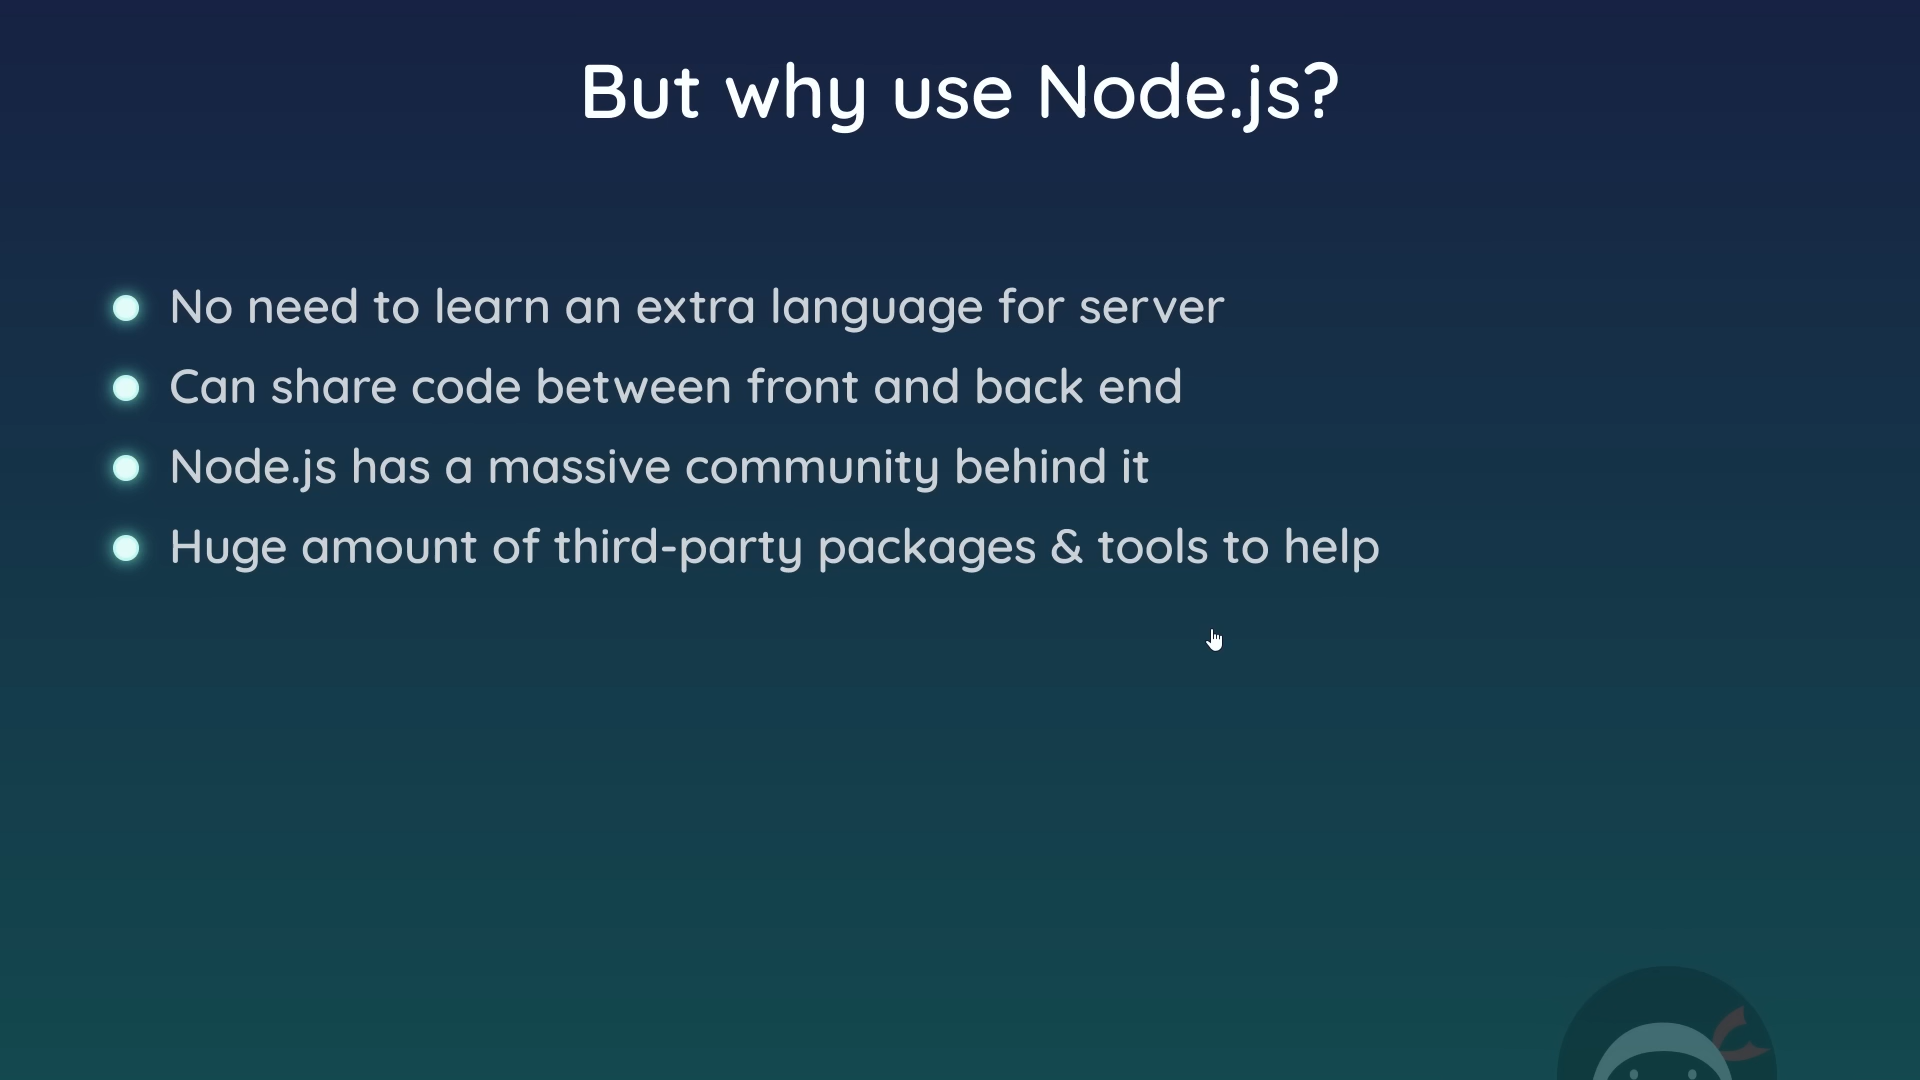 But why use Node.js?
No need to learn an extra language for server
Can share code between front and back end
Node.js has a massive community behind it
Huge amount of third-party packages & tools to help